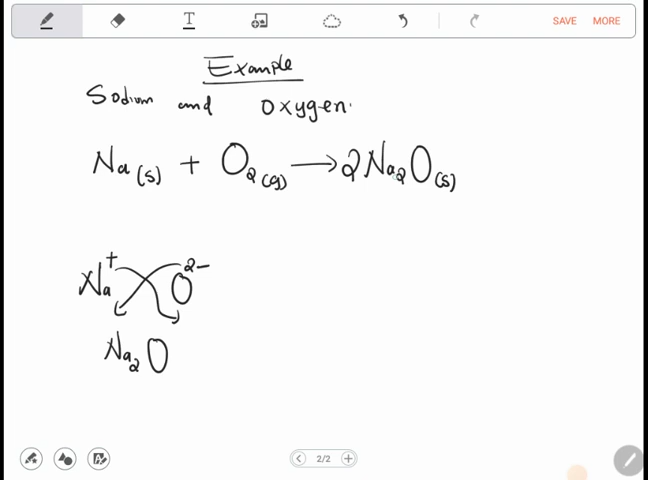 T SAVE MORE
Example
Sodium and Oxygen.
Na(s) + O₂(g) → 2Na₂O(s)
Na⁺ O²⁻
Na₂O
2/2